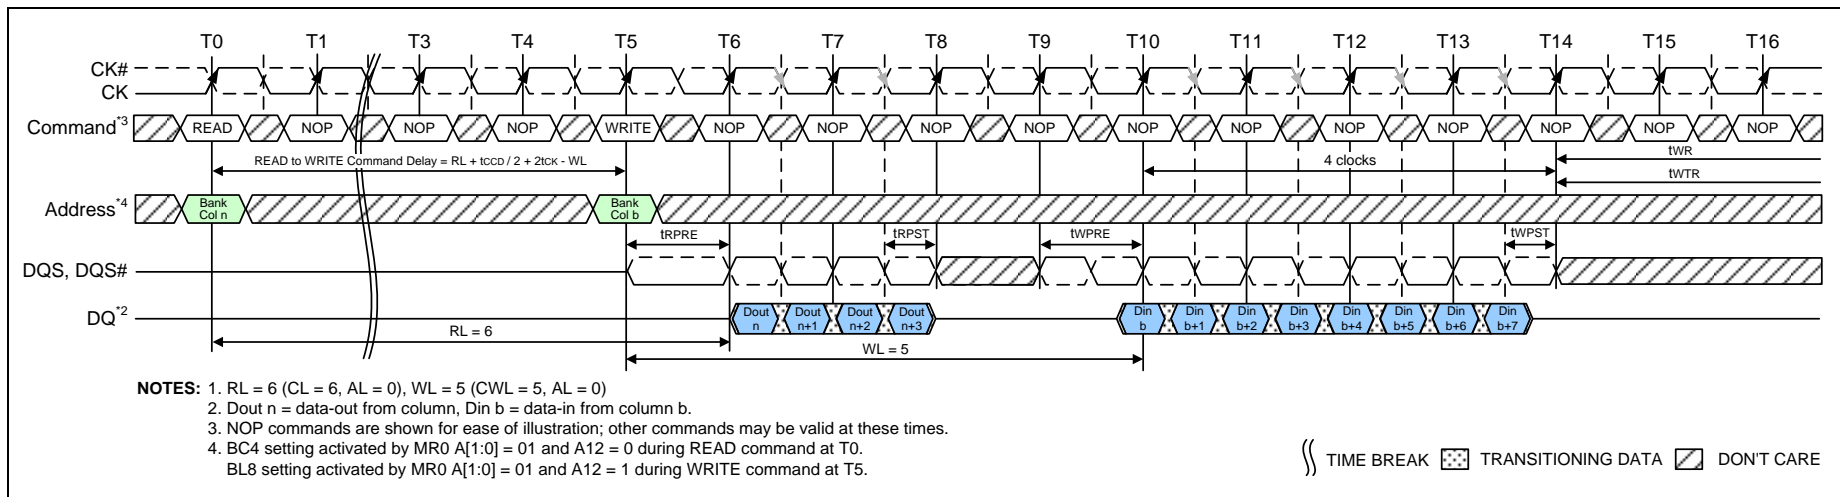 T0 T1 T3 T4 T5 T6 T7 T8 T9 T10 T11 T12 T13 T14 T15 T16
CK#
CK
Command*3 READ NOP NOP NOP WRITE NOP NOP NOP NOP NOP NOP NOP NOP NOP NOP NOP
READ to WRITE Command Delay = RL + tCCD / 2 + 2tCK - WL
4 clocks
tWR
tWTR
Address*4
Bank Col n
Bank Col b
tRPRE tRPST tWPRE tWPST
DQS, DQS#
DQ*2
Dout n
Dout n+1
Dout n+2
Dout n+3
Din b
Din b+1
Din b+2
Din b+3
Din b+4
Din b+5
Din b+6
Din b+7
RL = 6
WL = 5
NOTES: 1. RL = 6 (CL = 6, AL = 0), WL = 5 (CWL = 5, AL = 0)
2. Dout n = data-out from column, Din b = data-in from column b.
3. NOP commands are shown for ease of illustration; other commands may be valid at these times.
4. BC4 setting activated by MR0 A[1:0] = 01 and A12 = 0 during READ command at T0.
BL8 setting activated by MR0 A[1:0] = 01 and A12 = 1 during WRITE command at T5.
TIME BREAK TRANSITIONING DATA DON'T CARE